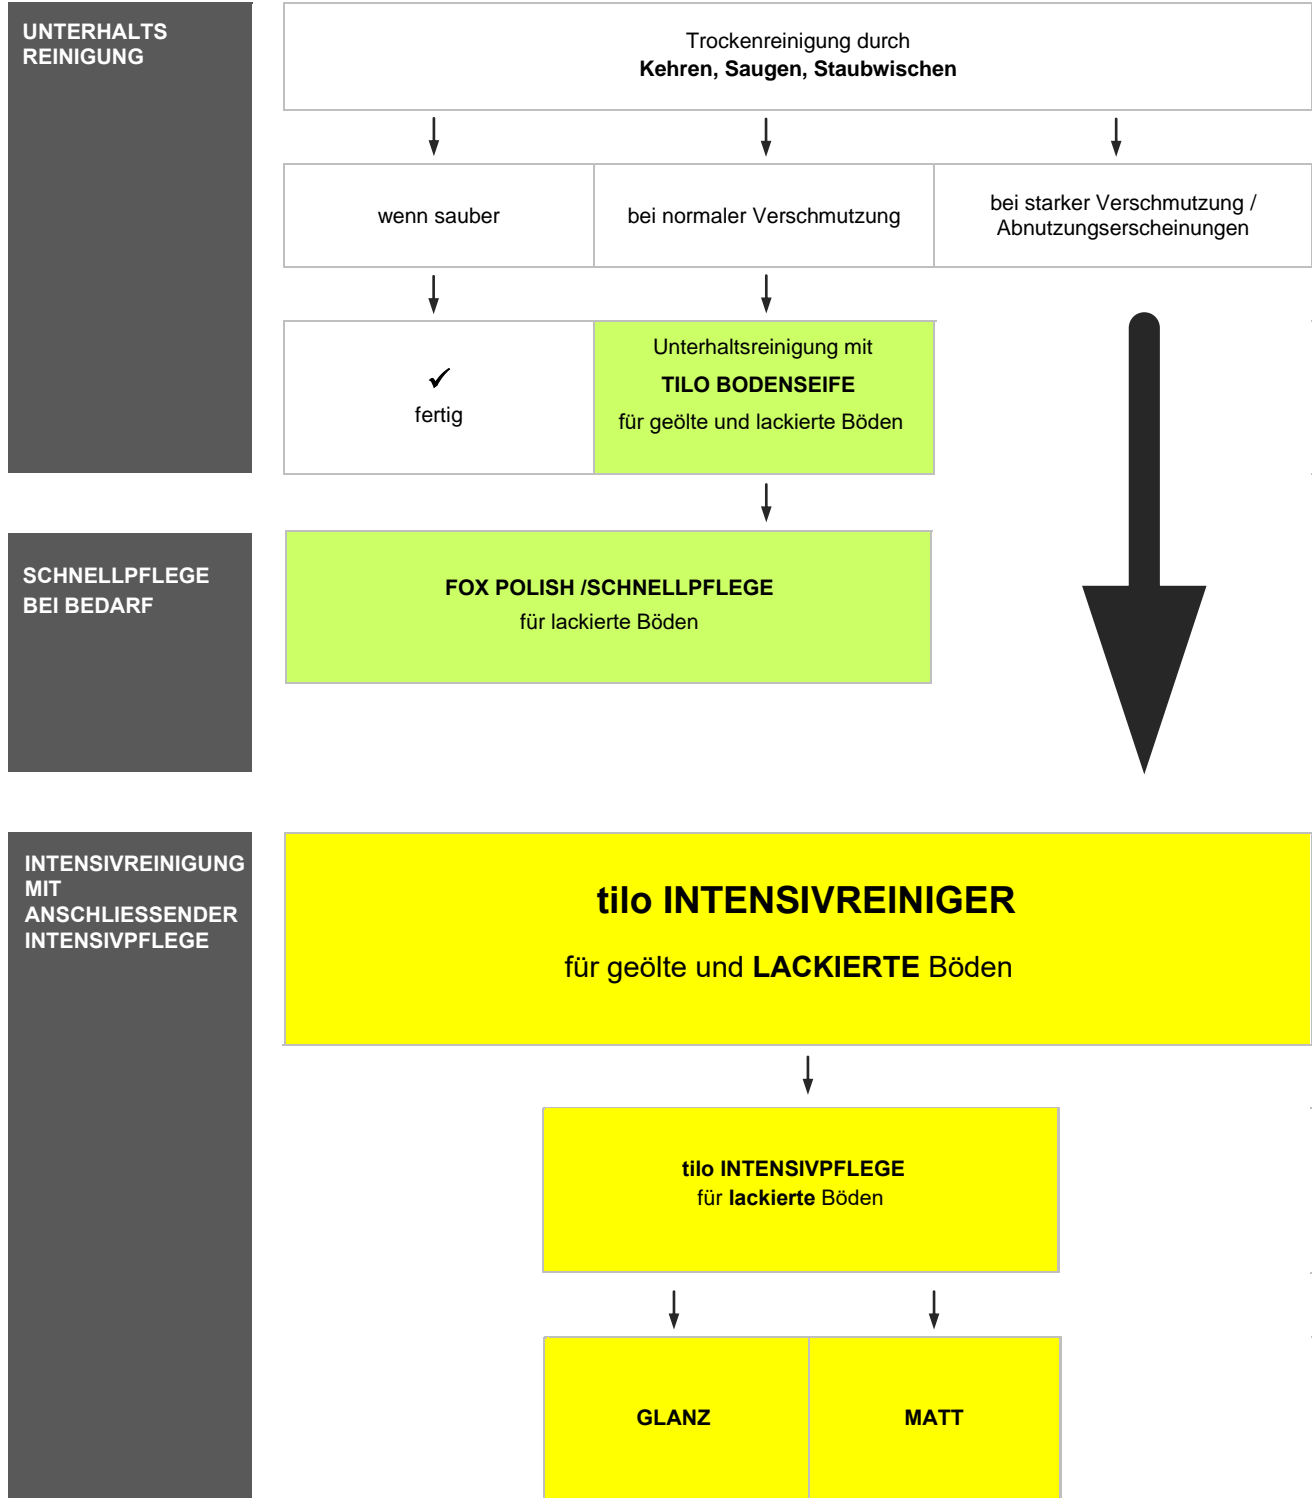 UNTERHALTS
REINIGUNG
Trockenreinigung durch
Kehren, Saugen, Staubwischen
wenn sauber
bei normaler Verschmutzung
bei starker Verschmutzung /
Abnutzungserscheinungen
✓
fertig
Unterhaltsreinigung mit
TILO BODENSEIFE
für geölte und lackierte Böden
SCHNELLPFLEGE
BEI BEDARF
FOX POLISH /SCHNELLPFLEGE
für lackierte Böden
INTENSIVREINIGUNG
MIT
ANSCHLIESSENDER
INTENSIVPFLEGE
tilo INTENSIVREINIGER
für geölte und LACKIERTE Böden
tilo INTENSIVPFLEGE
für lackierte Böden
GLANZ
MATT